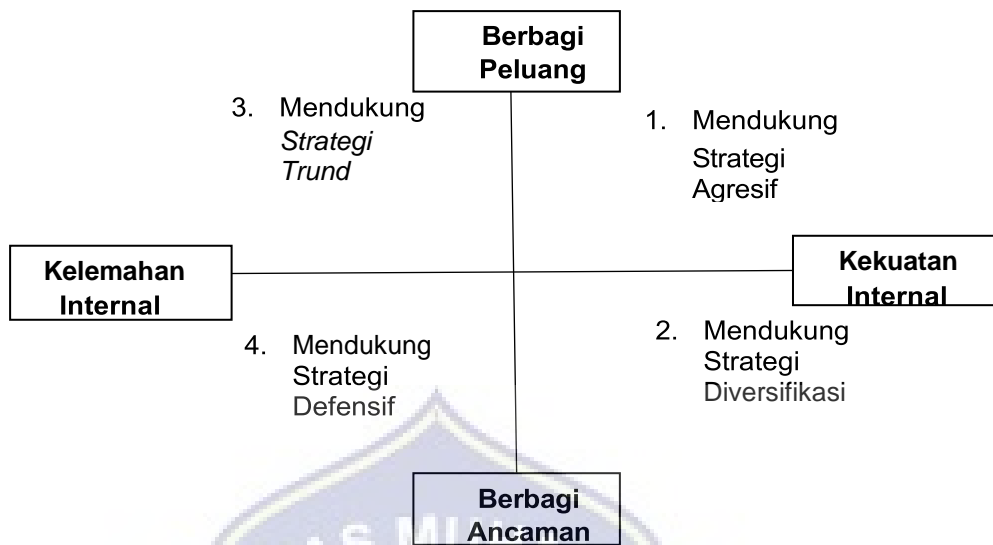 Berbagi
Peluang
3. Mendukung
Strategi
Trund
1. Mendukung
Strategi
Agresif
Kelemahan
Internal
Kekuatan
Internal
4. Mendukung
Strategi
Defensif
2. Mendukung
Strategi
Diversifikasi
Berbagi
Ancaman